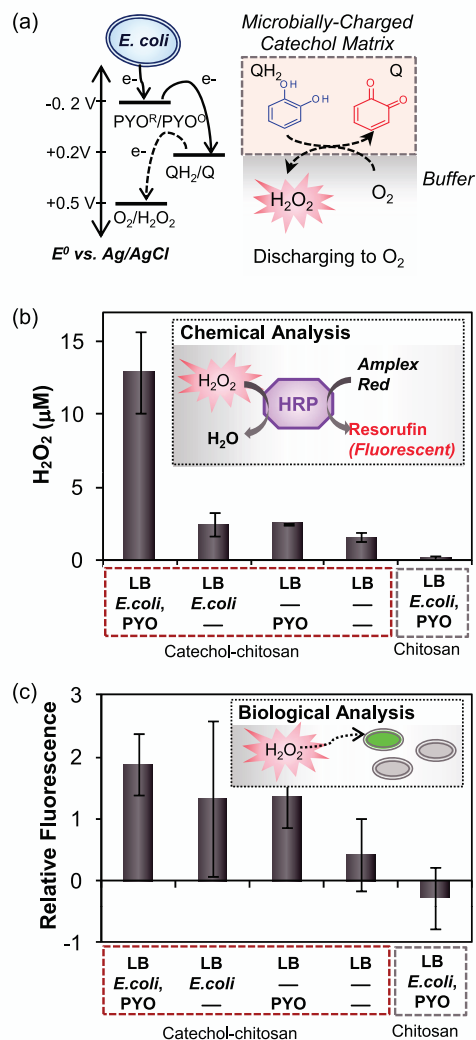 (a)
E. coli
e-
e-
-0.2 V
PYOᴿ/PYOᴼ
e-
+0.2V
QH₂/Q
+0.5 V
O₂/H₂O₂
E⁰ vs. Ag/AgCl
Microbially-Charged
Catechol Matrix
QH₂
Q
OH
OH
O
O
H₂O₂
O₂
Buffer
Discharging to O₂
(b)
H₂O₂ (μM)
15
10
5
0
Chemical Analysis
H₂O₂
HRP
Amplex
Red
H₂O
Resorufin
(Fluorescent)
LB LB LB LB LB
E.coli, E.coli — — E.coli,
PYO — PYO — PYO
Catechol-chitosan Chitosan
(c)
Relative Fluorescence
3
2
1
0
-1
Biological Analysis
H₂O₂
LB LB LB LB LB
E.coli, E.coli — — E.coli,
PYO — PYO — PYO
Catechol-chitosan Chitosan